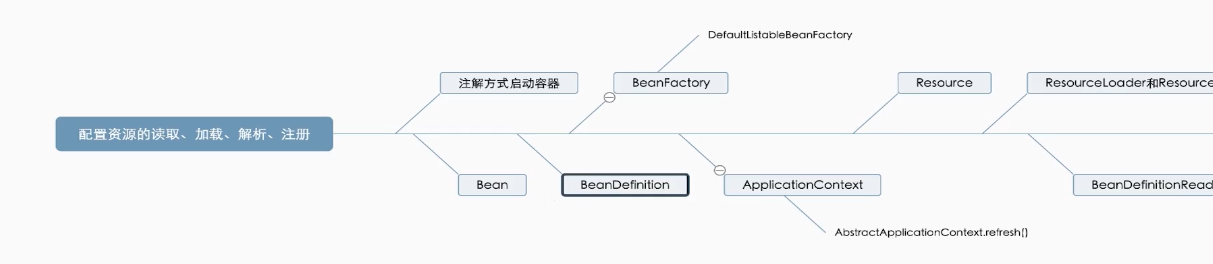 DefaultListableBeanFactory
注解方式启动容器
BeanFactory
Resource
ResourceLoader和Resource
配置资源的读取、加载、解析、注册
Bean
BeanDefinition
ApplicationContext
BeanDefinitionRead
AbstractApplicationContext.refresh()